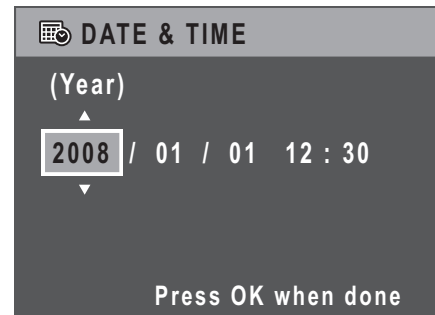 DATE & TIME
(Year)
2008 / 01 / 01 12 : 30
Press OK when done